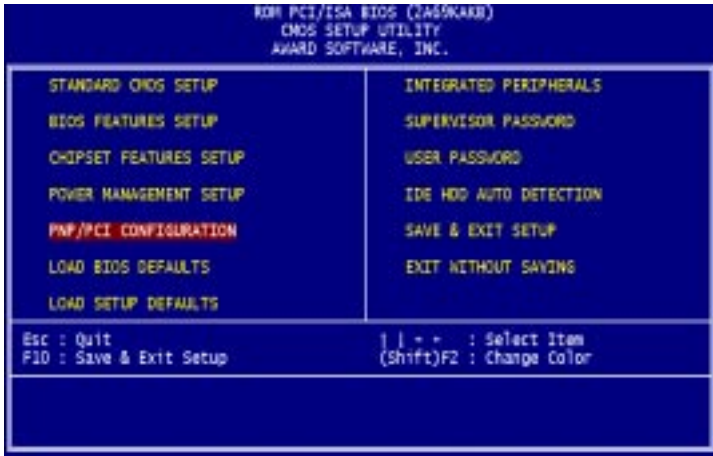 ROM PCI/ISA BIOS (2A69KAKB)
CMOS SETUP UTILITY
AWARD SOFTWARE, INC.
STANDARD CMOS SETUP
BIOS FEATURES SETUP
CHIPSET FEATURES SETUP
POWER MANAGEMENT SETUP
PNP/PCI CONFIGURATION
LOAD BIOS DEFAULTS
LOAD SETUP DEFAULTS
INTEGRATED PERIPHERALS
SUPERVISOR PASSWORD
USER PASSWORD
IDE HDD AUTO DETECTION
SAVE & EXIT SETUP
EXIT WITHOUT SAVING
Esc : Quit
F10 : Save & Exit Setup
: Select Item
(Shift)F2 : Change Color